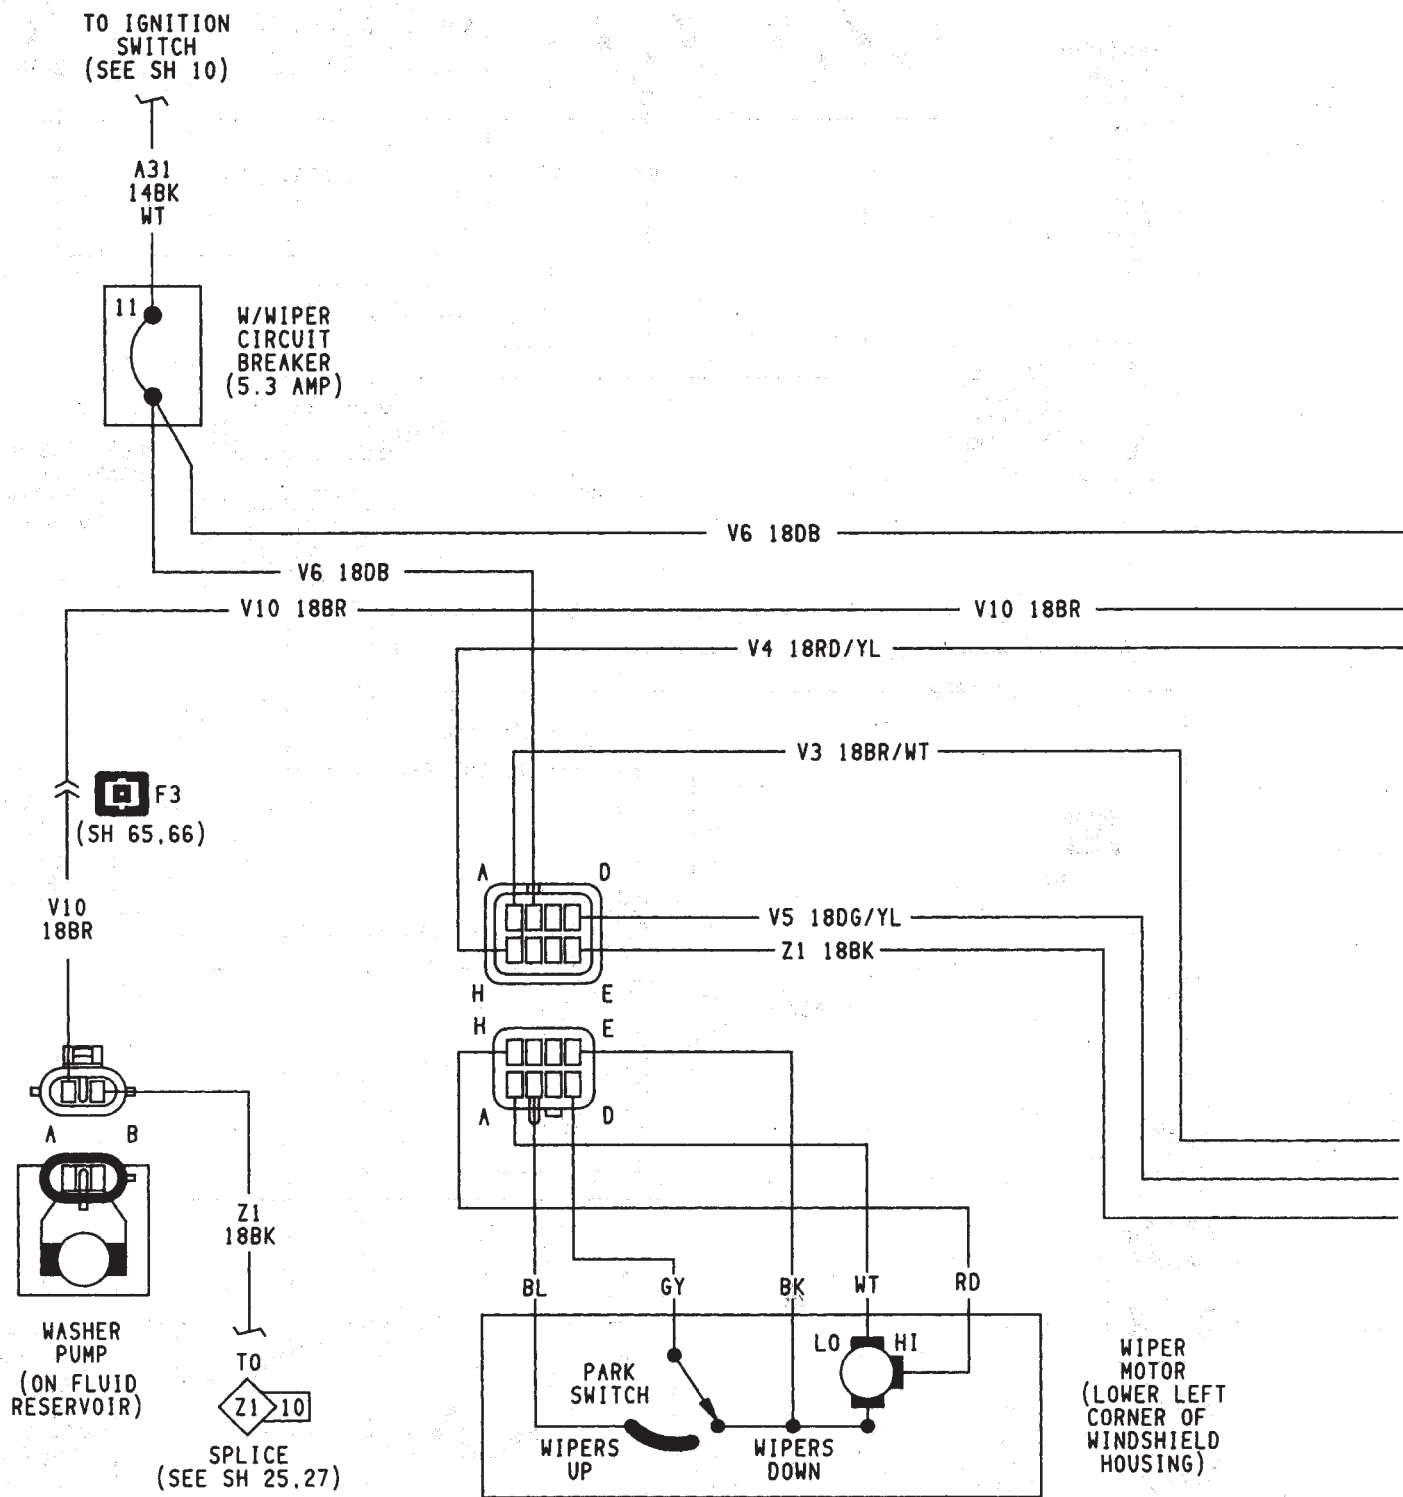 TO IGNITION
SWITCH
(SEE SH 10)
A31
14BK
WT
11
W/WIPER
CIRCUIT
BREAKER
(5.3 AMP)
V6 18DB
V6 18DB
V10 18BR
V10 18BR
V4 18RD/YL
V3 18BR/WT
F3
(SH 65,66)
A
D
V10
18BR
V5 18DG/YL
Z1 18BK
H
E
H
E
A
D
A
B
Z1
18BK
BL
GY
BK
WT
RD
WASHER
PUMP
(ON FLUID
RESERVOIR)
TO
Z1
10
SPLICE
(SEE SH 25,27)
LO
HI
PARK
SWITCH
WIPERS
UP
WIPERS
DOWN
WIPER
MOTOR
(LOWER LEFT
CORNER OF
WINDSHIELD
HOUSING)